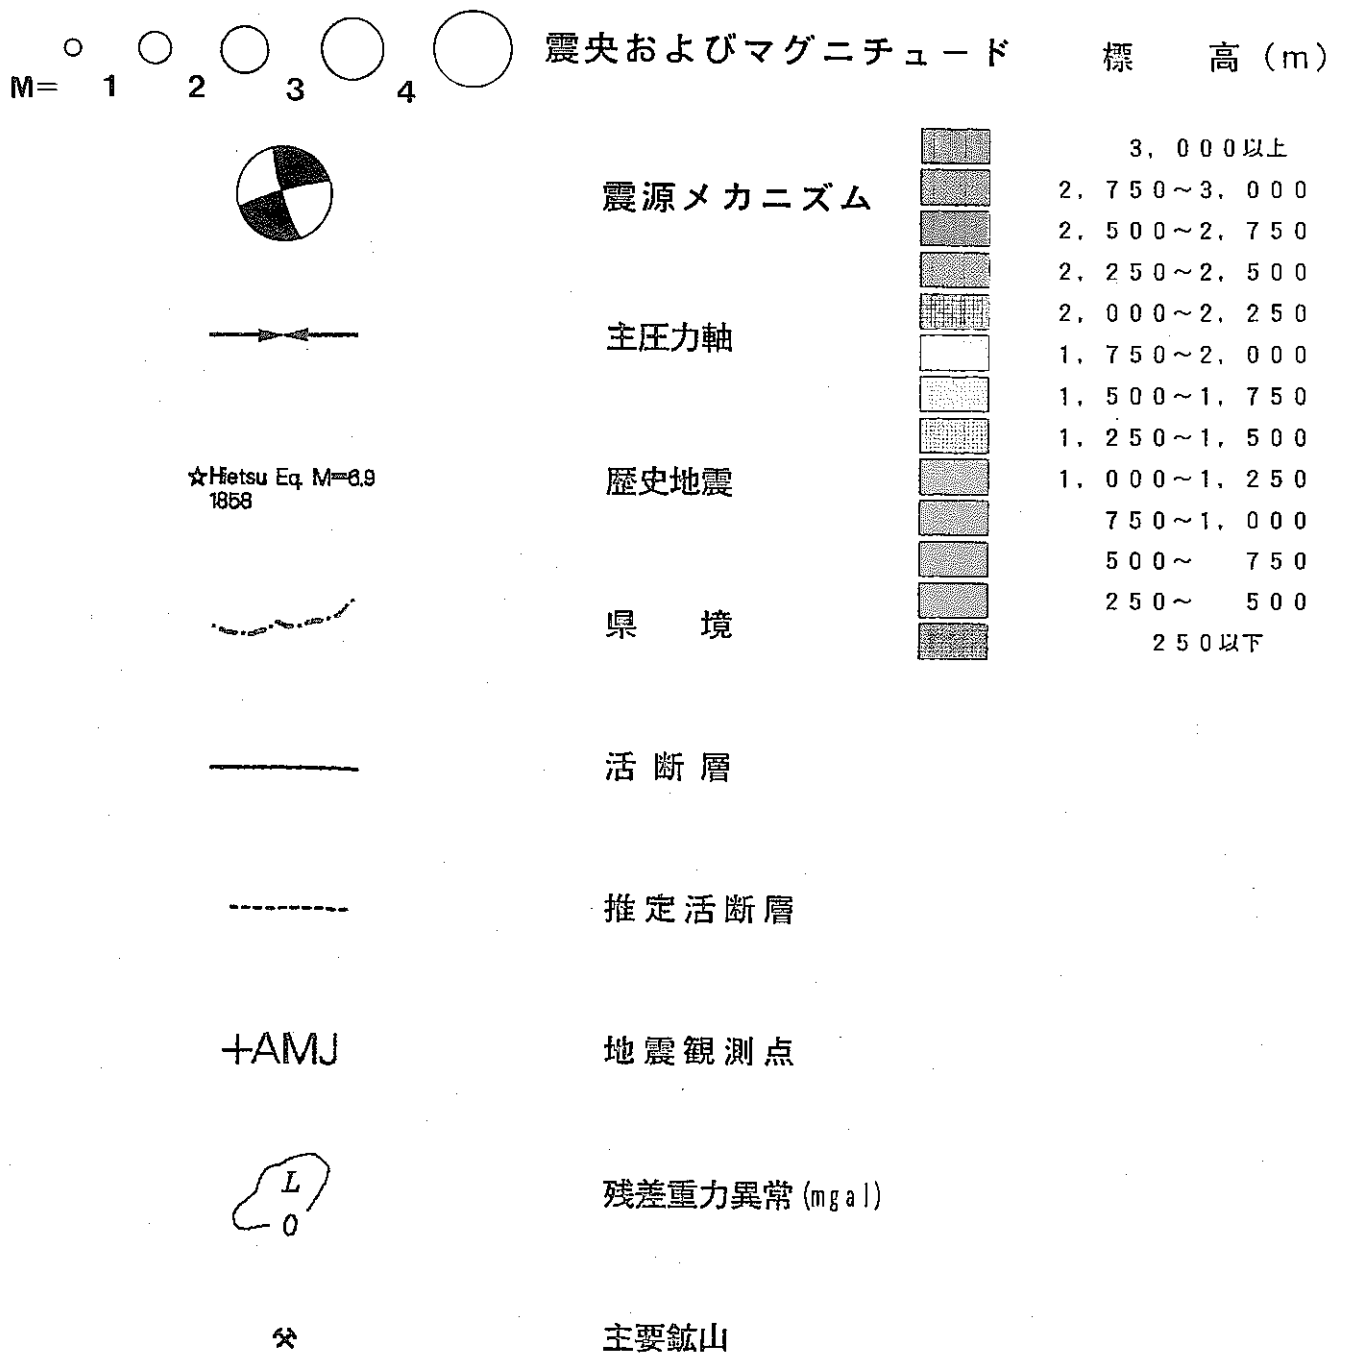 M= 1 2 3 4
震央およびマグニチュード
震源メカニズム
主圧力軸
☆Hietsu Eq. M=6.9
1858
歴史地震
県 境
活断層
推定活断層
+AMJ
地震観測点
L
0
残差重力異常(mgal)
主要鉱山
標 高(m)
3,000以上
2,750~3,000
2,500~2,750
2,250~2,500
2,000~2,250
1,750~2,000
1,500~1,750
1,250~1,500
1,000~1,250
750~1,000
500~ 750
250~ 500
250以下